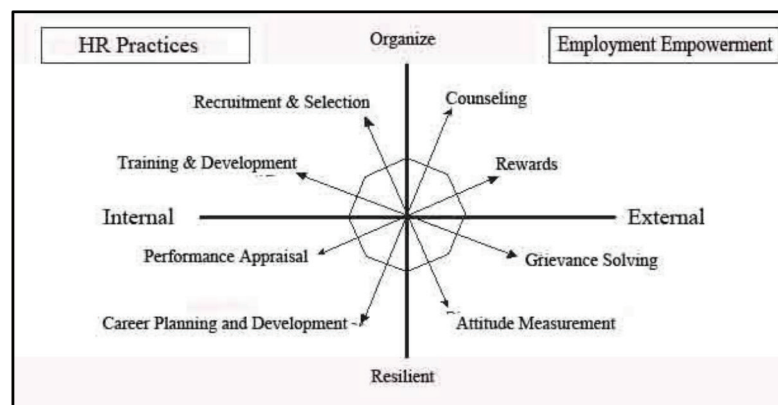 HR Practices
Organize
Employment Empowerment
Recruitment & Selection
Counseling
Training & Development
Rewards
Internal
External
Performance Appraisal
Grievance Solving
Career Planning and Development
Attitude Measurement
Resilient